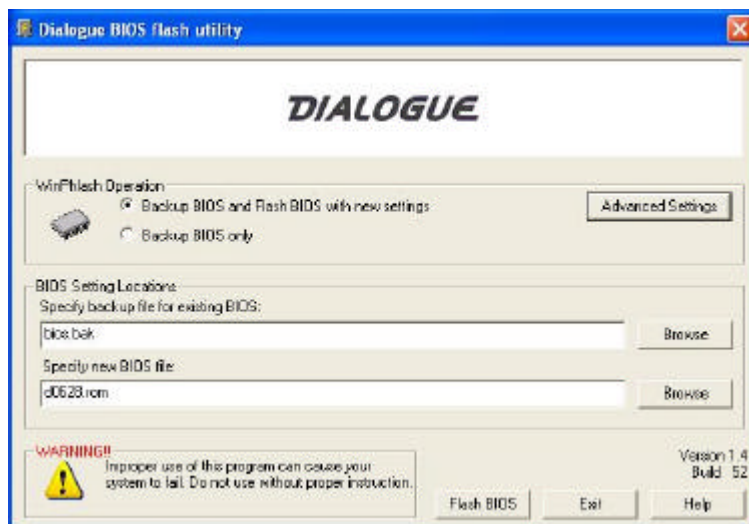 Dialogue BIOS flash utility
DIALOGUE
WinPhlash Operation
Backup BIOS and Flash BIOS with new settings
Advanced Settings
Backup BIOS only
BIOS Setting Locations
Specify backup file for existing BIOS:
bios.bak
Browse
Specify new BIOS file:
d0628.rom
Browse
WARNING!!
Improper use of this program can cause your
system to fail. Do not use without proper instruction.
Version 1.4
Build 52
Flash BIOS
Exit
Help